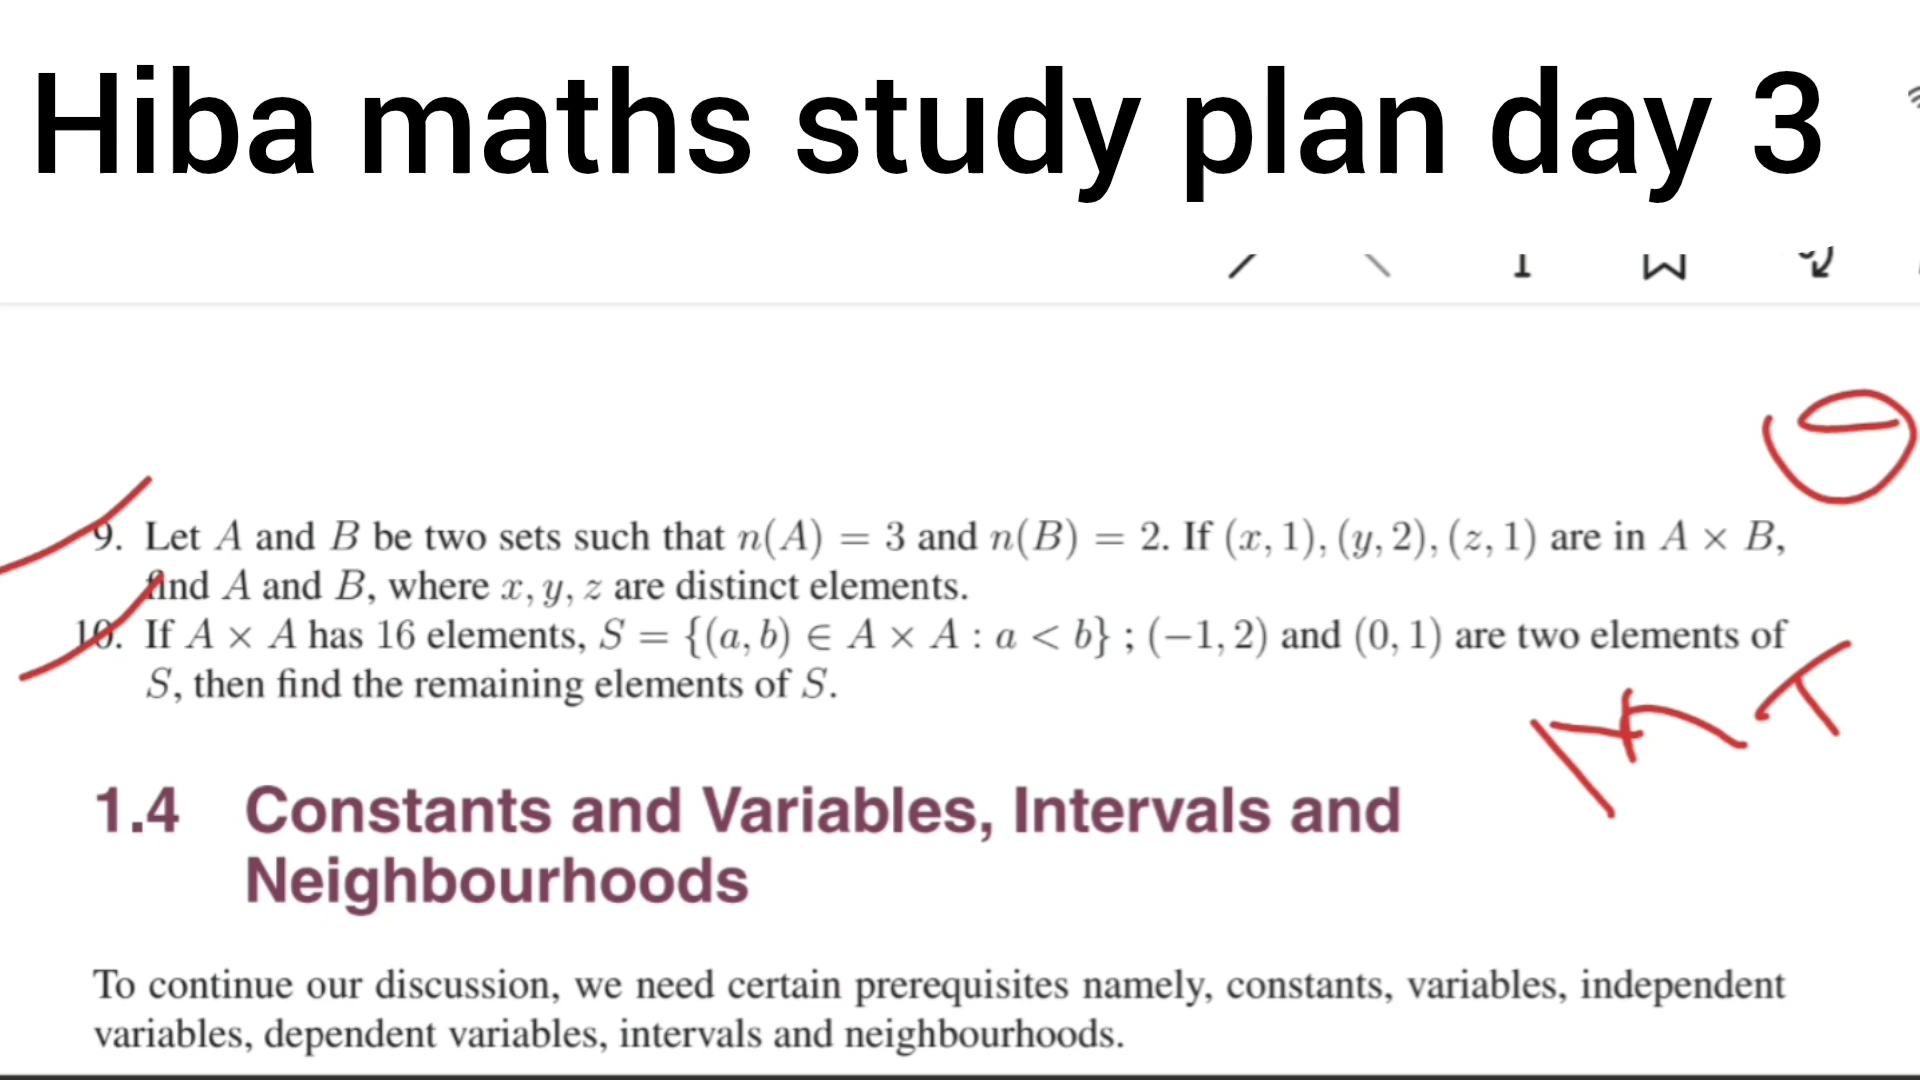 Hiba maths study plan day 3
9. Let A and B be two sets such that n(A) = 3 and n(B) = 2. If (x, 1), (y, 2), (z, 1) are in A × B,
find A and B, where x, y, z are distinct elements.
10. If A × A has 16 elements, S = {(a, b) ∈ A × A : a < b} ; (−1, 2) and (0, 1) are two elements of
S, then find the remaining elements of S.
1.4 Constants and Variables, Intervals and
Neighbourhoods
To continue our discussion, we need certain prerequisites namely, constants, variables, independent
variables, dependent variables, intervals and neighbourhoods.